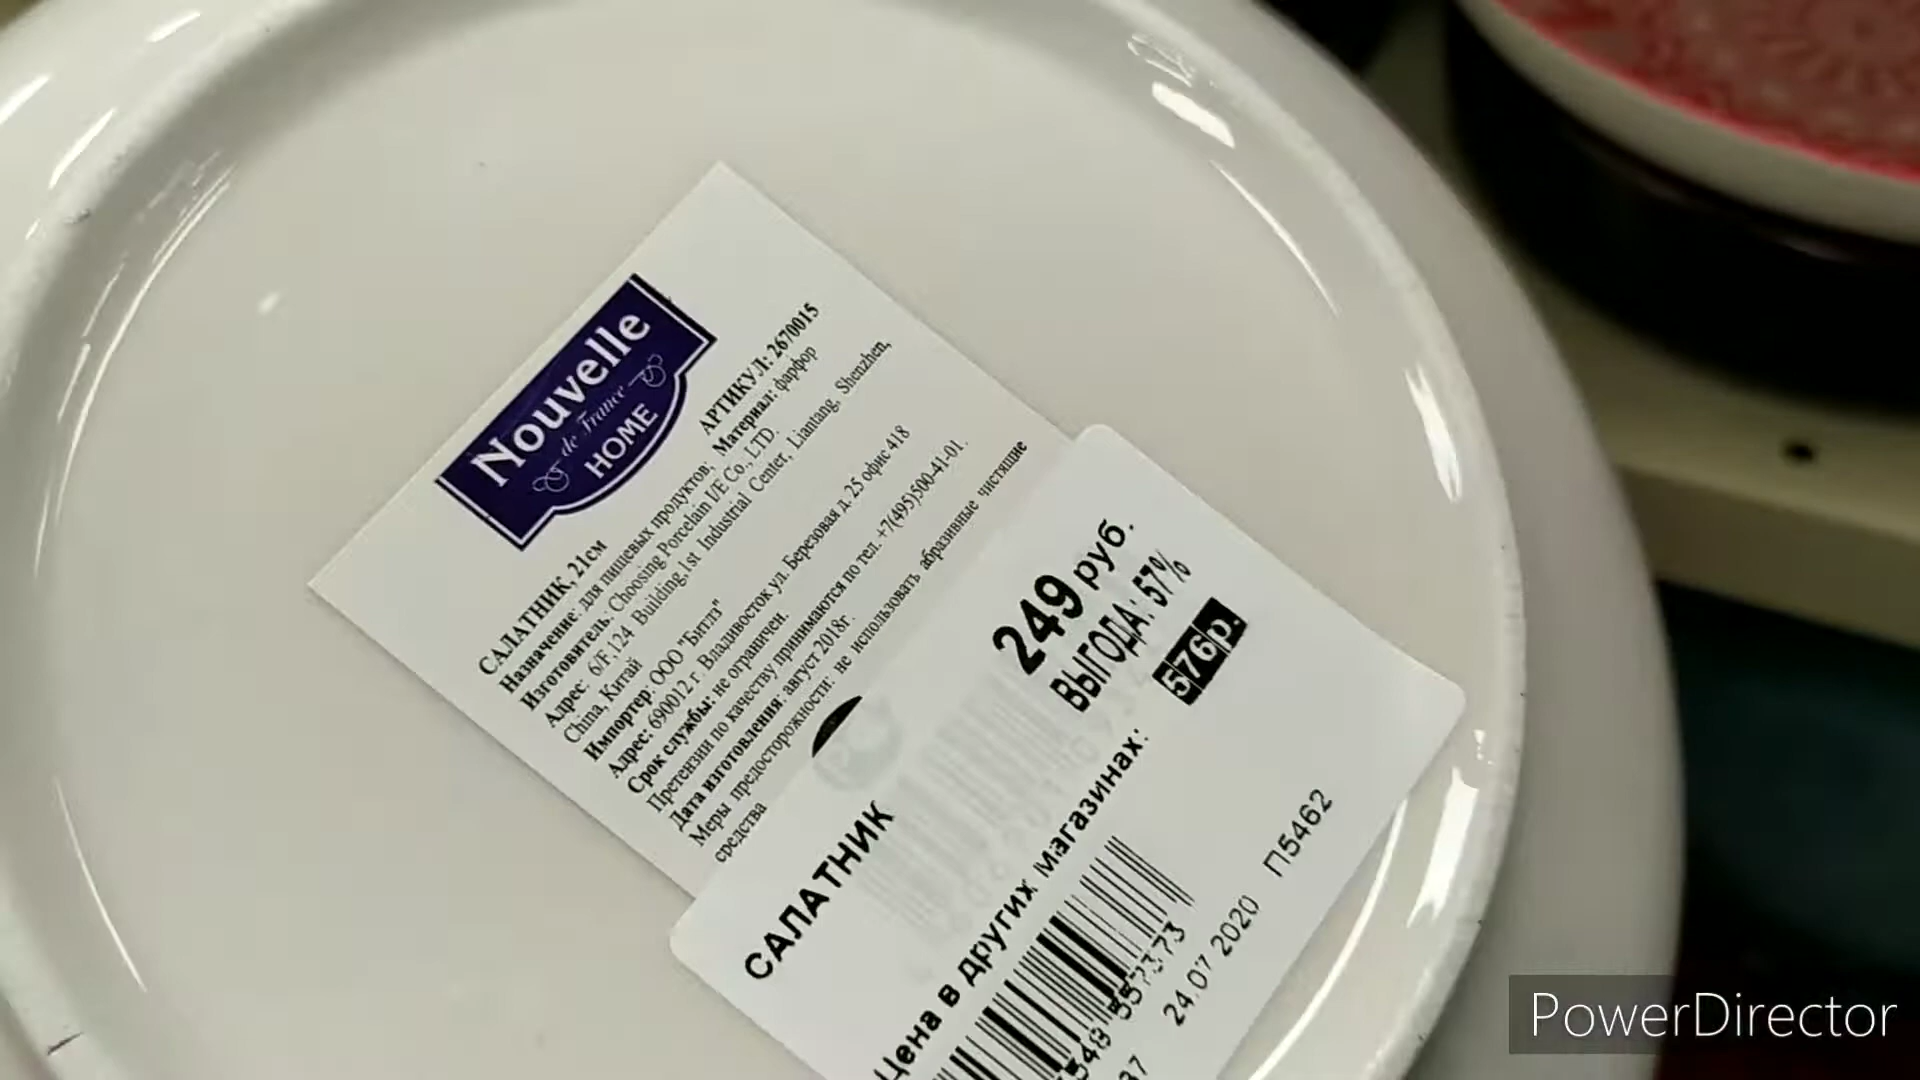 Nouvelle
de France
HOME
АРТИКУЛ: 2670015
САЛАТНИК, 21см
Назначение: для пищевых продуктов; Материал: фарфор
Изготовитель: Choosing Porcelain I/E Co., LTD.
Адрес: 6/F,124 Building,1st Industrial Center, Liantang, Shenzhen,
China, Китай
Импортер: ООО "Битлз"
Адрес: 690012 г. Владивосток ул. Березовая д. 25 офис 418
Срок службы: не ограничен.
Претензии по качеству принимаются по тел. +7(495)500-41-01.
Дата изготовления: август 2018г.
Меры предосторожности: не использовать абразивные чистящие
средства
249 руб.
ВЫГОДА: 57%
576р.
САЛАТНИК
Цена в других магазинах:
24.07.2020 П5462
PowerDirector